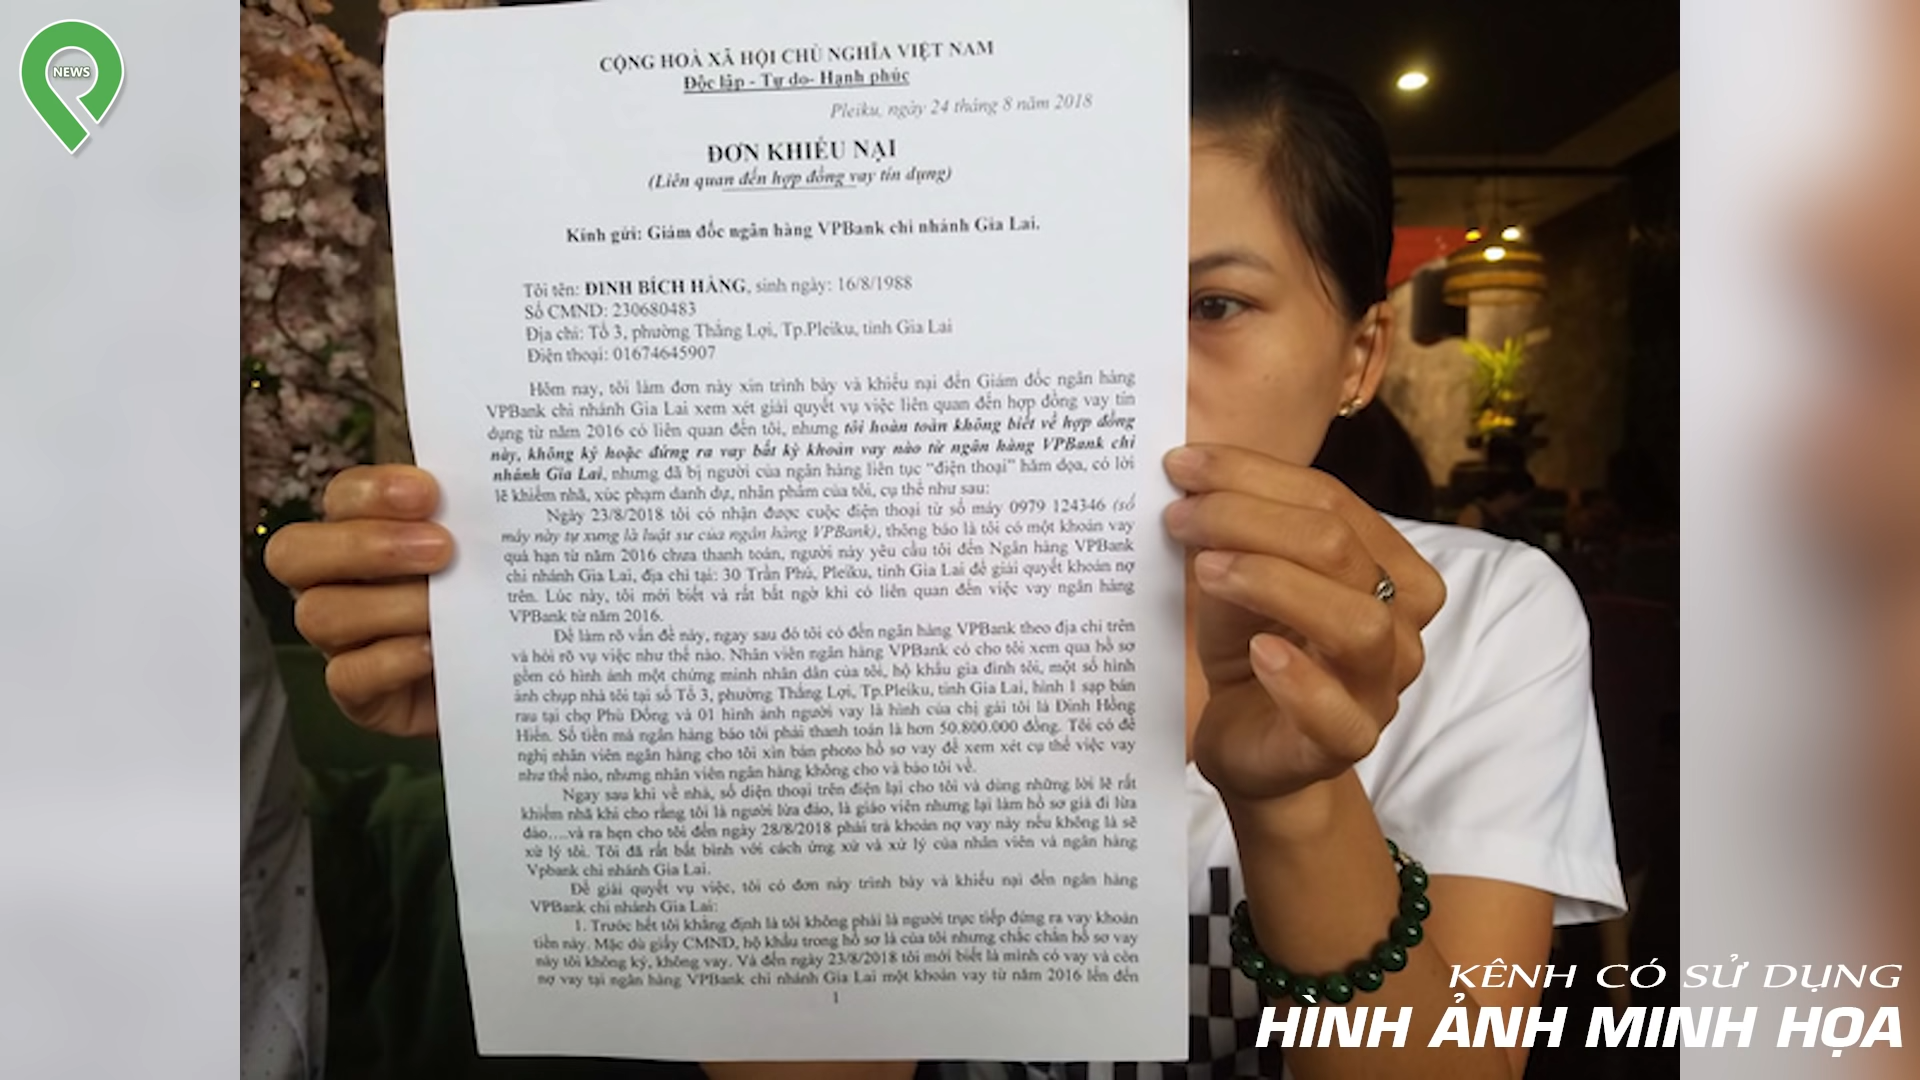 NEWS
CỘNG HOÀ XÃ HỘI CHỦ NGHĨA VIỆT NAM
Độc lập - Tự do- Hạnh phúc
Pleiku, ngày 24 tháng 8 năm 2018
ĐƠN KHIẾU NẠI
(Liên quan đến hợp đồng vay tín dụng)
Kính gửi: Giám đốc ngân hàng VPBank chi nhánh Gia Lai.
Tôi tên: ĐINH BÍCH HẰNG, sinh ngày: 16/8/1988
Số CMND: 230680483
Địa chỉ: Tổ 3, phường Thắng Lợi, Tp.Pleiku, tỉnh Gia Lai
Điện thoại: 01674645907
Hôm nay, tôi làm đơn này xin trình bày và khiếu nại đến Giám đốc ngân hàng
VPBank chi nhánh Gia Lai xem xét giải quyết vụ việc liên quan đến hợp đồng vay tín
dụng từ năm 2016 có liên quan đến tôi, nhưng tôi hoàn toàn không biết về hợp đồng
này, không ký hoặc đứng ra vay bất kỳ khoản vay nào từ ngân hàng VPBank chi
nhánh Gia Lai, nhưng đã bị người của ngân hàng liên tục “điện thoại” hăm dọa, có lời
lẽ khiếm nhã, xúc phạm danh dự, nhân phẩm của tôi, cụ thể như sau:
Ngày 23/8/2018 tôi có nhận được cuộc điện thoại từ số máy 0979 124346 (số
máy này tự xưng là luật sư của ngân hàng VPBank), thông báo là tôi có một khoản vay
quá hạn từ năm 2016 chưa thanh toán, người này yêu cầu tôi đến Ngân hàng VPBank
chi nhánh Gia Lai, địa chỉ tại: 30 Trần Phú, Pleiku, tỉnh Gia Lai để giải quyết khoản nợ
trên. Lúc này, tôi mới biết và rất bất ngờ khi có liên quan đến việc vay ngân hàng
VPBank từ năm 2016.
Để làm rõ vấn đề này, ngay sau đó tôi có đến ngân hàng VPBank theo địa chỉ trên
và hỏi rõ vụ việc như thế nào. Nhân viên ngân hàng VPBank có cho tôi xem qua hồ sơ
gồm có hình ảnh một chứng minh nhân dân của tôi, hộ khẩu gia đình tôi, một số hình
ảnh chụp nhà tôi tại số Tổ 3, phường Thắng Lợi, Tp.Pleiku, tỉnh Gia Lai, hình 1 sạp bán
rau tại chợ Phù Đổng và 01 hình ảnh người vay là hình của chị gái tôi là Đinh Hồng
Hiền. Số tiền mà ngân hàng báo tôi phải thanh toán là hơn 50.800.000 đồng. Tôi có đề
nghị nhân viên ngân hàng cho tôi xin bản photo hồ sơ vay để xem xét cụ thể việc vay
như thế nào, nhưng nhân viên ngân hàng không cho và bảo tôi về.
Ngay sau khi về nhà, số điện thoại trên điện lại cho tôi và dùng những lời lẽ rất
khiếm nhã khi cho rằng tôi là người lừa đảo, là giáo viên nhưng lại làm hồ sơ giả đi lừa
đảo....và ra hẹn cho tôi đến ngày 28/8/2018 phải trả khoản nợ vay này nếu không là sẽ
xử lý tôi. Tôi đã rất bất bình với cách ứng xử và xử lý của nhân viên và ngân hàng
Vpbank chi nhánh Gia Lai.
Để giải quyết vụ việc, tôi có đơn này trình bày và khiếu nại đến ngân hàng
VPBank chi nhánh Gia Lai:
1. Trước hết tôi khẳng định là tôi không phải là người trực tiếp đứng ra vay khoản
tiền này. Mặc dù giấy CMND, hộ khẩu trong hồ sơ là của tôi nhưng chắc chắn hồ sơ vay
này tôi không ký, không vay. Và đến ngày 23/8/2018 tôi mới biết là mình có vay và còn
nợ vay tại ngân hàng VPBank chi nhánh Gia Lai một khoản vay từ năm 2016 lên đến
1
KÊNH CÓ SỬ DỤNG
HÌNH ẢNH MINH HỌA